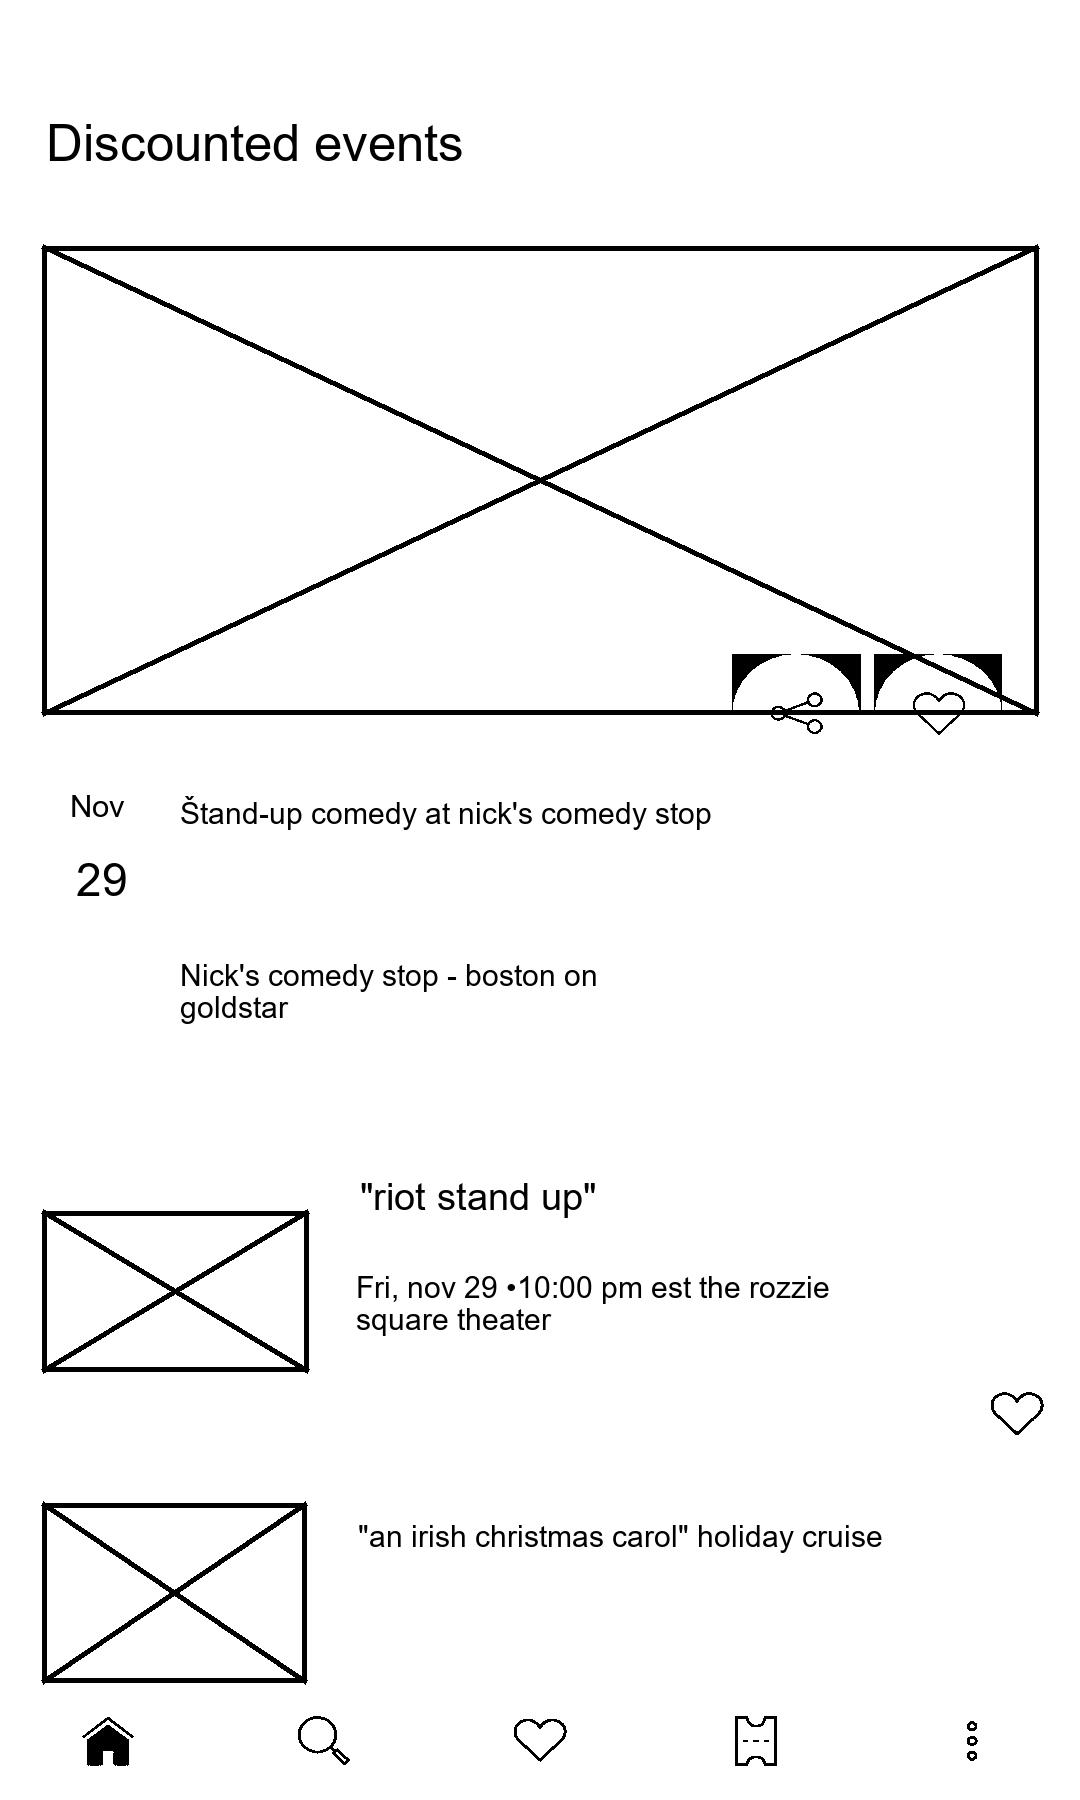 Discounted events
Nov
Štand-up comedy at nick's comedy stop
29
Nick's comedy stop - boston on
goldstar
"riot stand up"
Fri, nov 29 •10:00 pm est the rozzie
square theater
"an irish christmas carol" holiday cruise